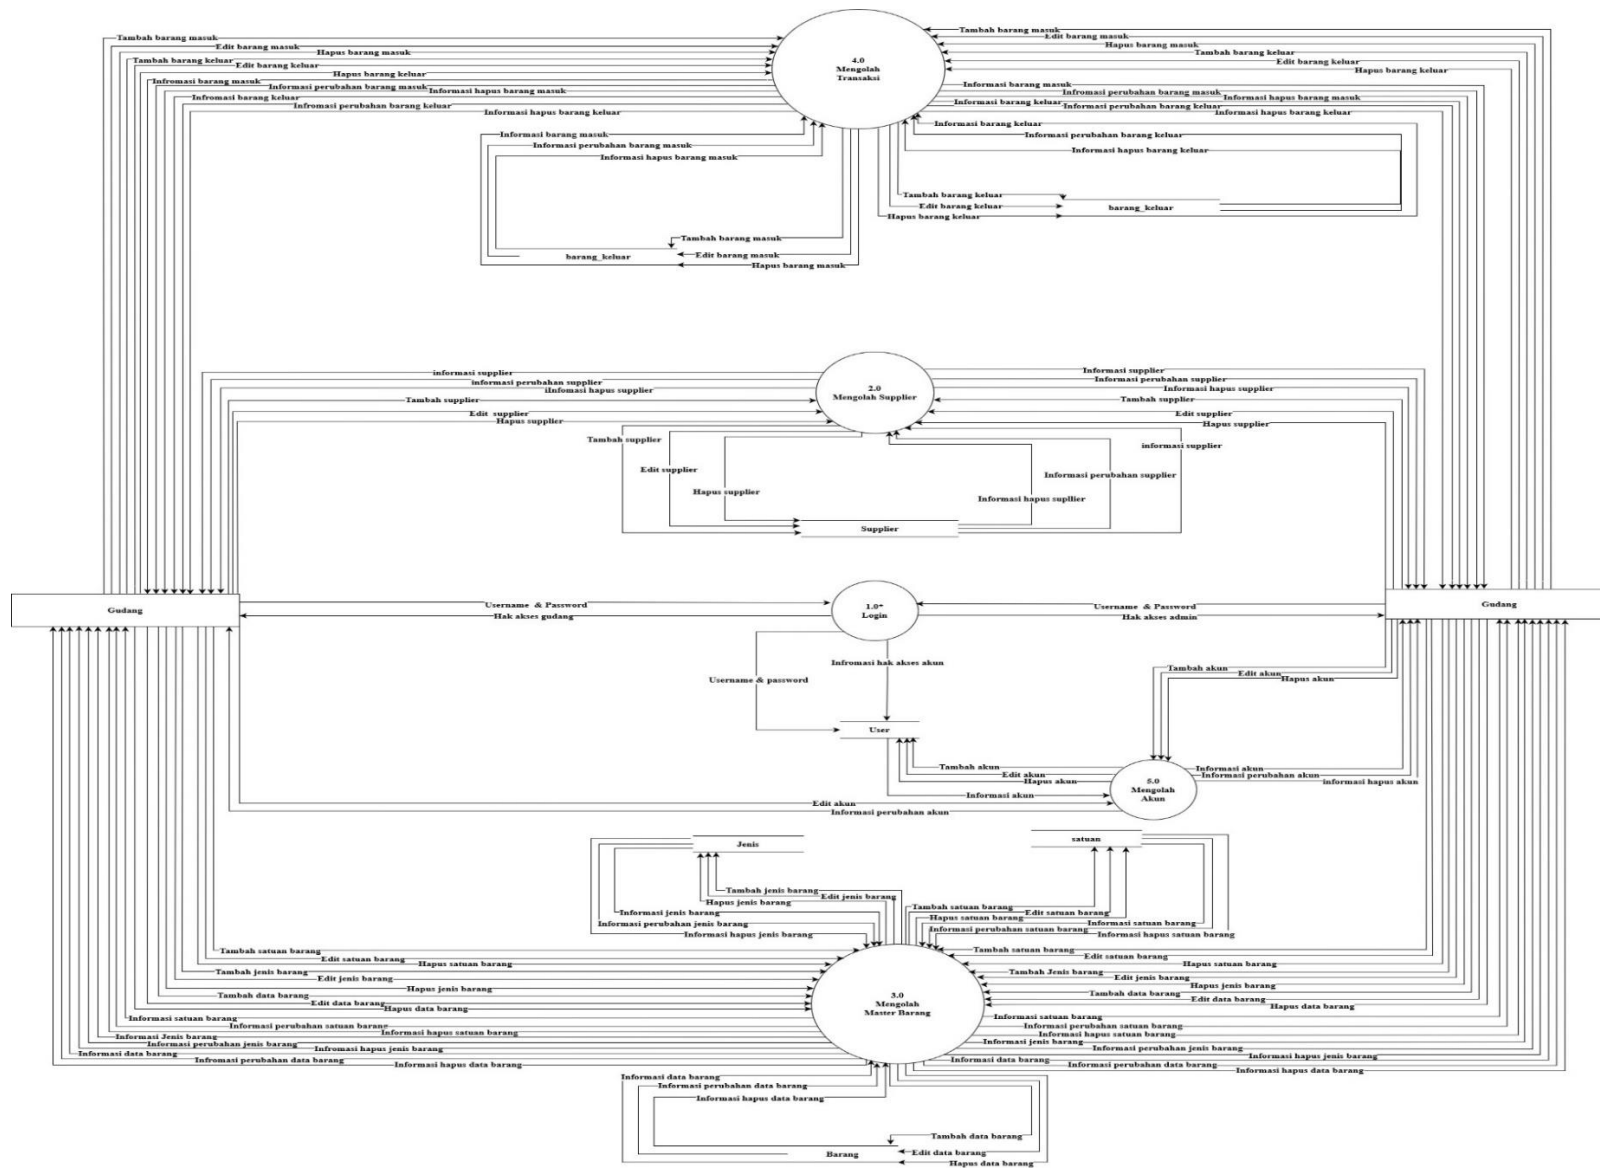 Tambah barang masuk
Edit barang masuk
Hapus barang masuk
Tambah barang keluar
Edit barang keluar
Hapus barang keluar
Infromasi barang masuk
Informasi perubahan barang masuk
Informasi hapus barang masuk
Infromasi barang keluar
Infromasi perubahan barang keluar
Informasi hapus barang keluar
4.0
Mengolah
Transaksi
Tambah barang masuk
Edit barang masuk
Hapus barang masuk
Tambah barang keluar
Edit barang keluar
Hapus barang keluar
Informasi barang masuk
Infromasi perubahan barang masuk
Informasi hapus barang masuk
Informasi barang keluar
Informasi perubahan barang keluar
Informasi hapus barang keluar
Informasi barang masuk
Informasi perubahan barang masuk
Informasi hapus barang masuk
Informasi barang keluar
Informasi perubahan barang keluar
Informasi hapus barang keluar
Tambah barang keluar
Edit barang keluar
Hapus barang keluar
barang_keluar
Tambah barang masuk
Edit barang masuk
Hapus barang masuk
barang_keluar
informasi supplier
informasi perubahan supplier
iInfomasi hapus supplier
Tambah supplier
Edit supplier
Hapus supplier
2.0
Mengolah Supplier
Informasi supplier
Informasi perubahan supplier
Informasi hapus supplier
Tambah supplier
Edit supplier
Hapus supplier
Tambah supplier
Edit supplier
Hapus supplier
informasi supplier
Informasi perubahan supplier
Informasi hapus supllier
Supplier
Gudang
Username & Password
Hak akses gudang
1.0*
Login
Username & Password
Hak akses admin
Gudang
Infromasi hak akses akun
Username & password
User
Tambah akun
Edit akun
Hapus akun
Tambah akun
Edit akun
Hapus akun
Informasi akun
5.0
Mengolah
Akun
Informasi akun
Informasi perubahan akun
informasi hapus akun
Edit akun
Informasi perubahan akun
Jenis
satuan
Tambah jenis barang
Edit jenis barang
Hapus jenis barang
Informasi jenis barang
Informasi perubahan jenis barang
Informasi hapus jenis barang
Tambah satuan barang
Edit satuan barang
Hapus satuan barang
Informasi satuan barang
Informasi perubahan satuan barang
Informasi hapus satuan barang
Tambah satuan barang
Edit satuan barang
Hapus satuan barang
Tambah jenis barang
Edit jenis barang
Hapus jenis barang
Tambah data barang
Edit data barang
Hapus data barang
Informasi satuan barang
Informasi perubahan satuan barang
Informasi hapus satuan barang
Informasi Jenis barang
Informasi perubahan jenis barang
Infromasi hapus jenis barang
Informasi data barang
Infromasi perubahan data barang
Informasi hapus data barang
3.0
Mengolah
Master Barang
Tambah satuan barang
Edit satuan barang
Hapus satuan barang
Tambah Jenis barang
Edit jenis barang
Hapus jenis barang
Tambah data barang
Edit data barang
Hapus data barang
Informasi satuan barang
Informasi perubahan satuan barang
Informasi hapus satuan barang
Informasi jenis barang
Informasi perubahan jenis barang
Informasi hapus jenis barang
Informasi data barang
Informasi perubahan data barang
Informasi hapus data barang
Informasi data barang
Informasi perubahan data barang
Informasi hapus data barang
Tambah data barang
Edit data barang
Hapus data barang
Barang